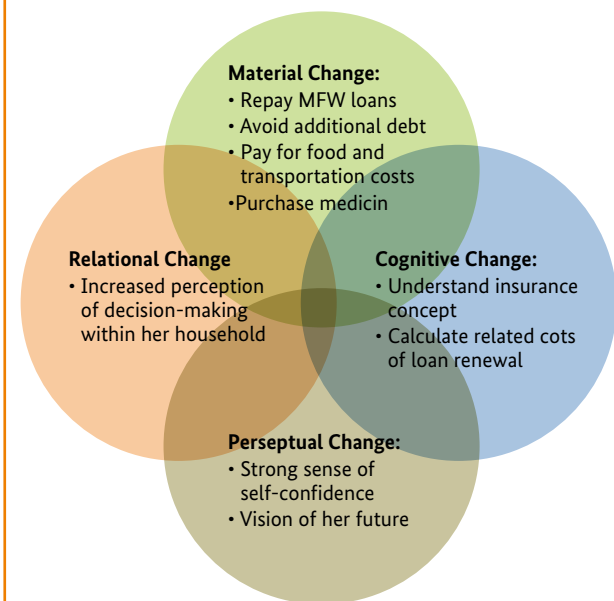 Material Change:
• Repay MFW loans
• Avoid additional debt
• Pay for food and
transportation costs
•Purchase medicin
Relational Change
• Increased perception
of decision-making
within her household
Cognitive Change:
• Understand insurance
concept
• Calculate related cots
of loan renewal
Perseptual Change:
• Strong sense of
self-confidence
• Vision of her future